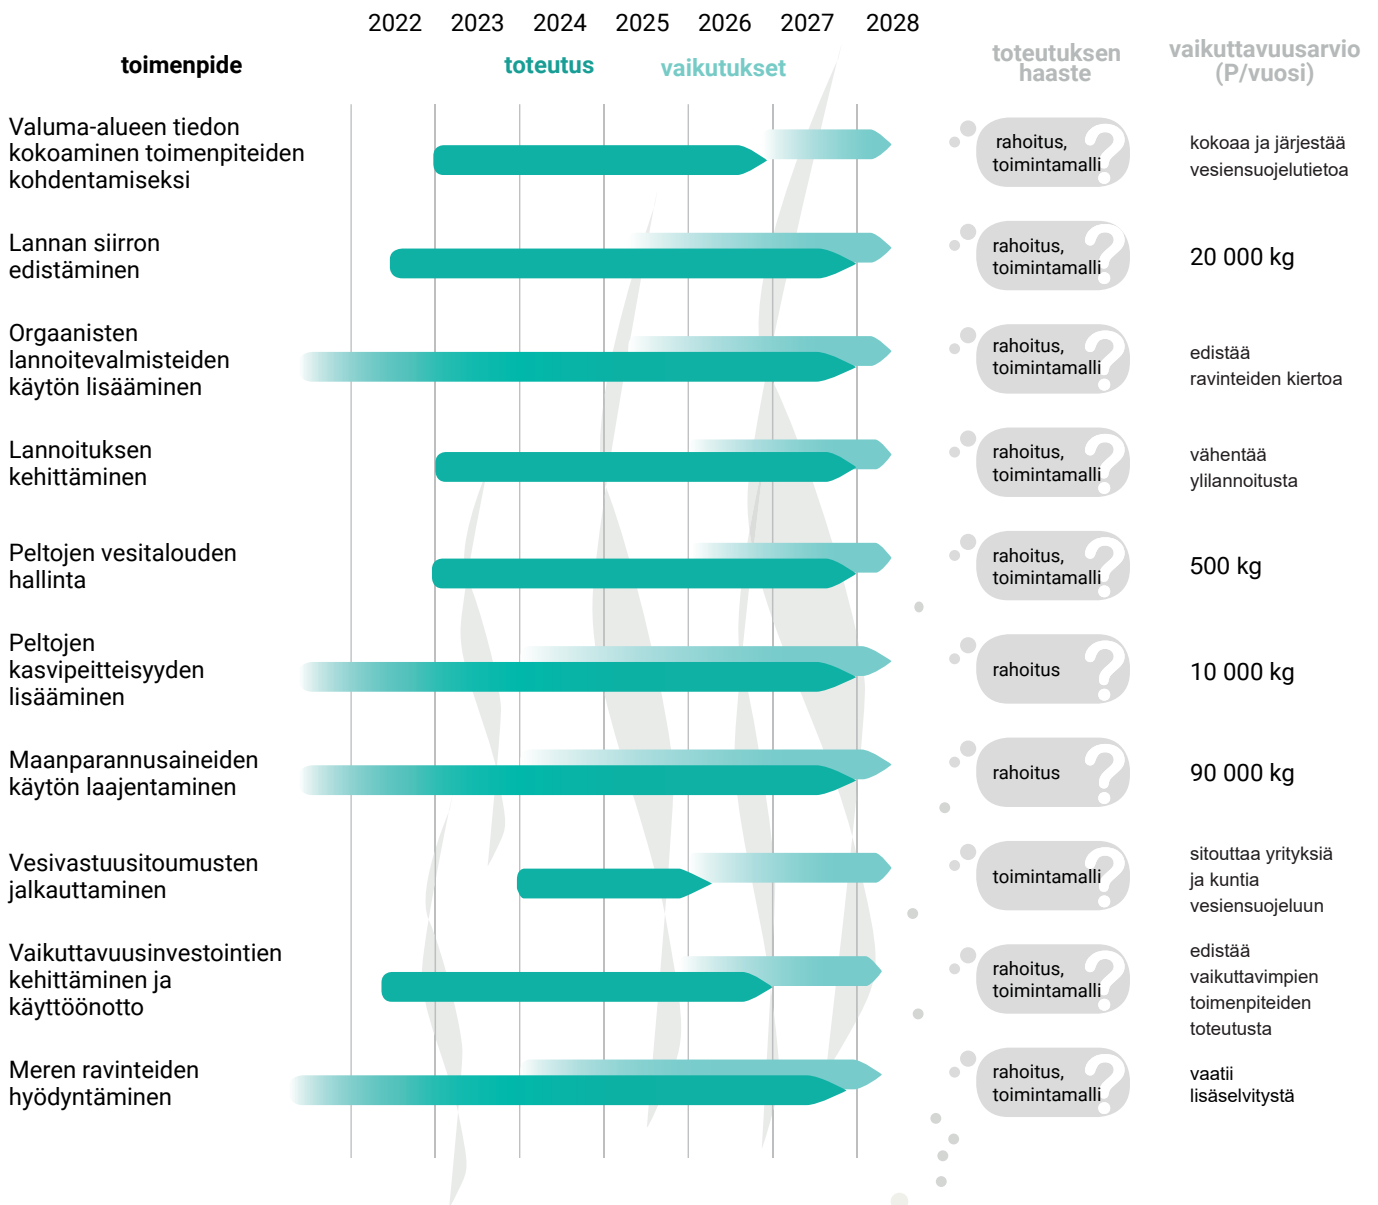 2022 2023 2024 2025 2026 2027 2028
toimenpide
toteutus
vaikutukset
toteutuksen
haaste
vaikuttavuusarvio
(P/vuosi)
Valuma-alueen tiedon
kokoaminen toimenpiteiden
kohdentamiseksi
rahoitus,
toimintamalli
?
kokoaa ja järjestää
vesiensuojelutietoa
Lannan siirron
edistäminen
rahoitus,
toimintamalli
?
20 000 kg
Orgaanisten
lannoitevalmisteiden
käytön lisääminen
rahoitus,
toimintamalli
?
edistää
ravinteiden kiertoa
Lannoituksen
kehittäminen
rahoitus,
toimintamalli
?
vähentää
ylilannoitusta
Peltojen vesitalouden
hallinta
rahoitus,
toimintamalli
?
500 kg
Peltojen
kasvipeitteisyyden
lisääminen
rahoitus
?
10 000 kg
Maanparannusaineiden
käytön laajentaminen
rahoitus
?
90 000 kg
Vesivastuusitoumusten
jalkauttaminen
toimintamalli
?
sitouttaa yrityksiä
ja kuntia
vesiensuojeluun
Vaikuttavuusinvestointien
kehittäminen ja
käyttöönotto
rahoitus,
toimintamalli
?
edistää
vaikuttavimpien
toimenpiteiden
toteutusta
Meren ravinteiden
hyödyntäminen
rahoitus,
toimintamalli
?
vaatii
lisäselvitystä